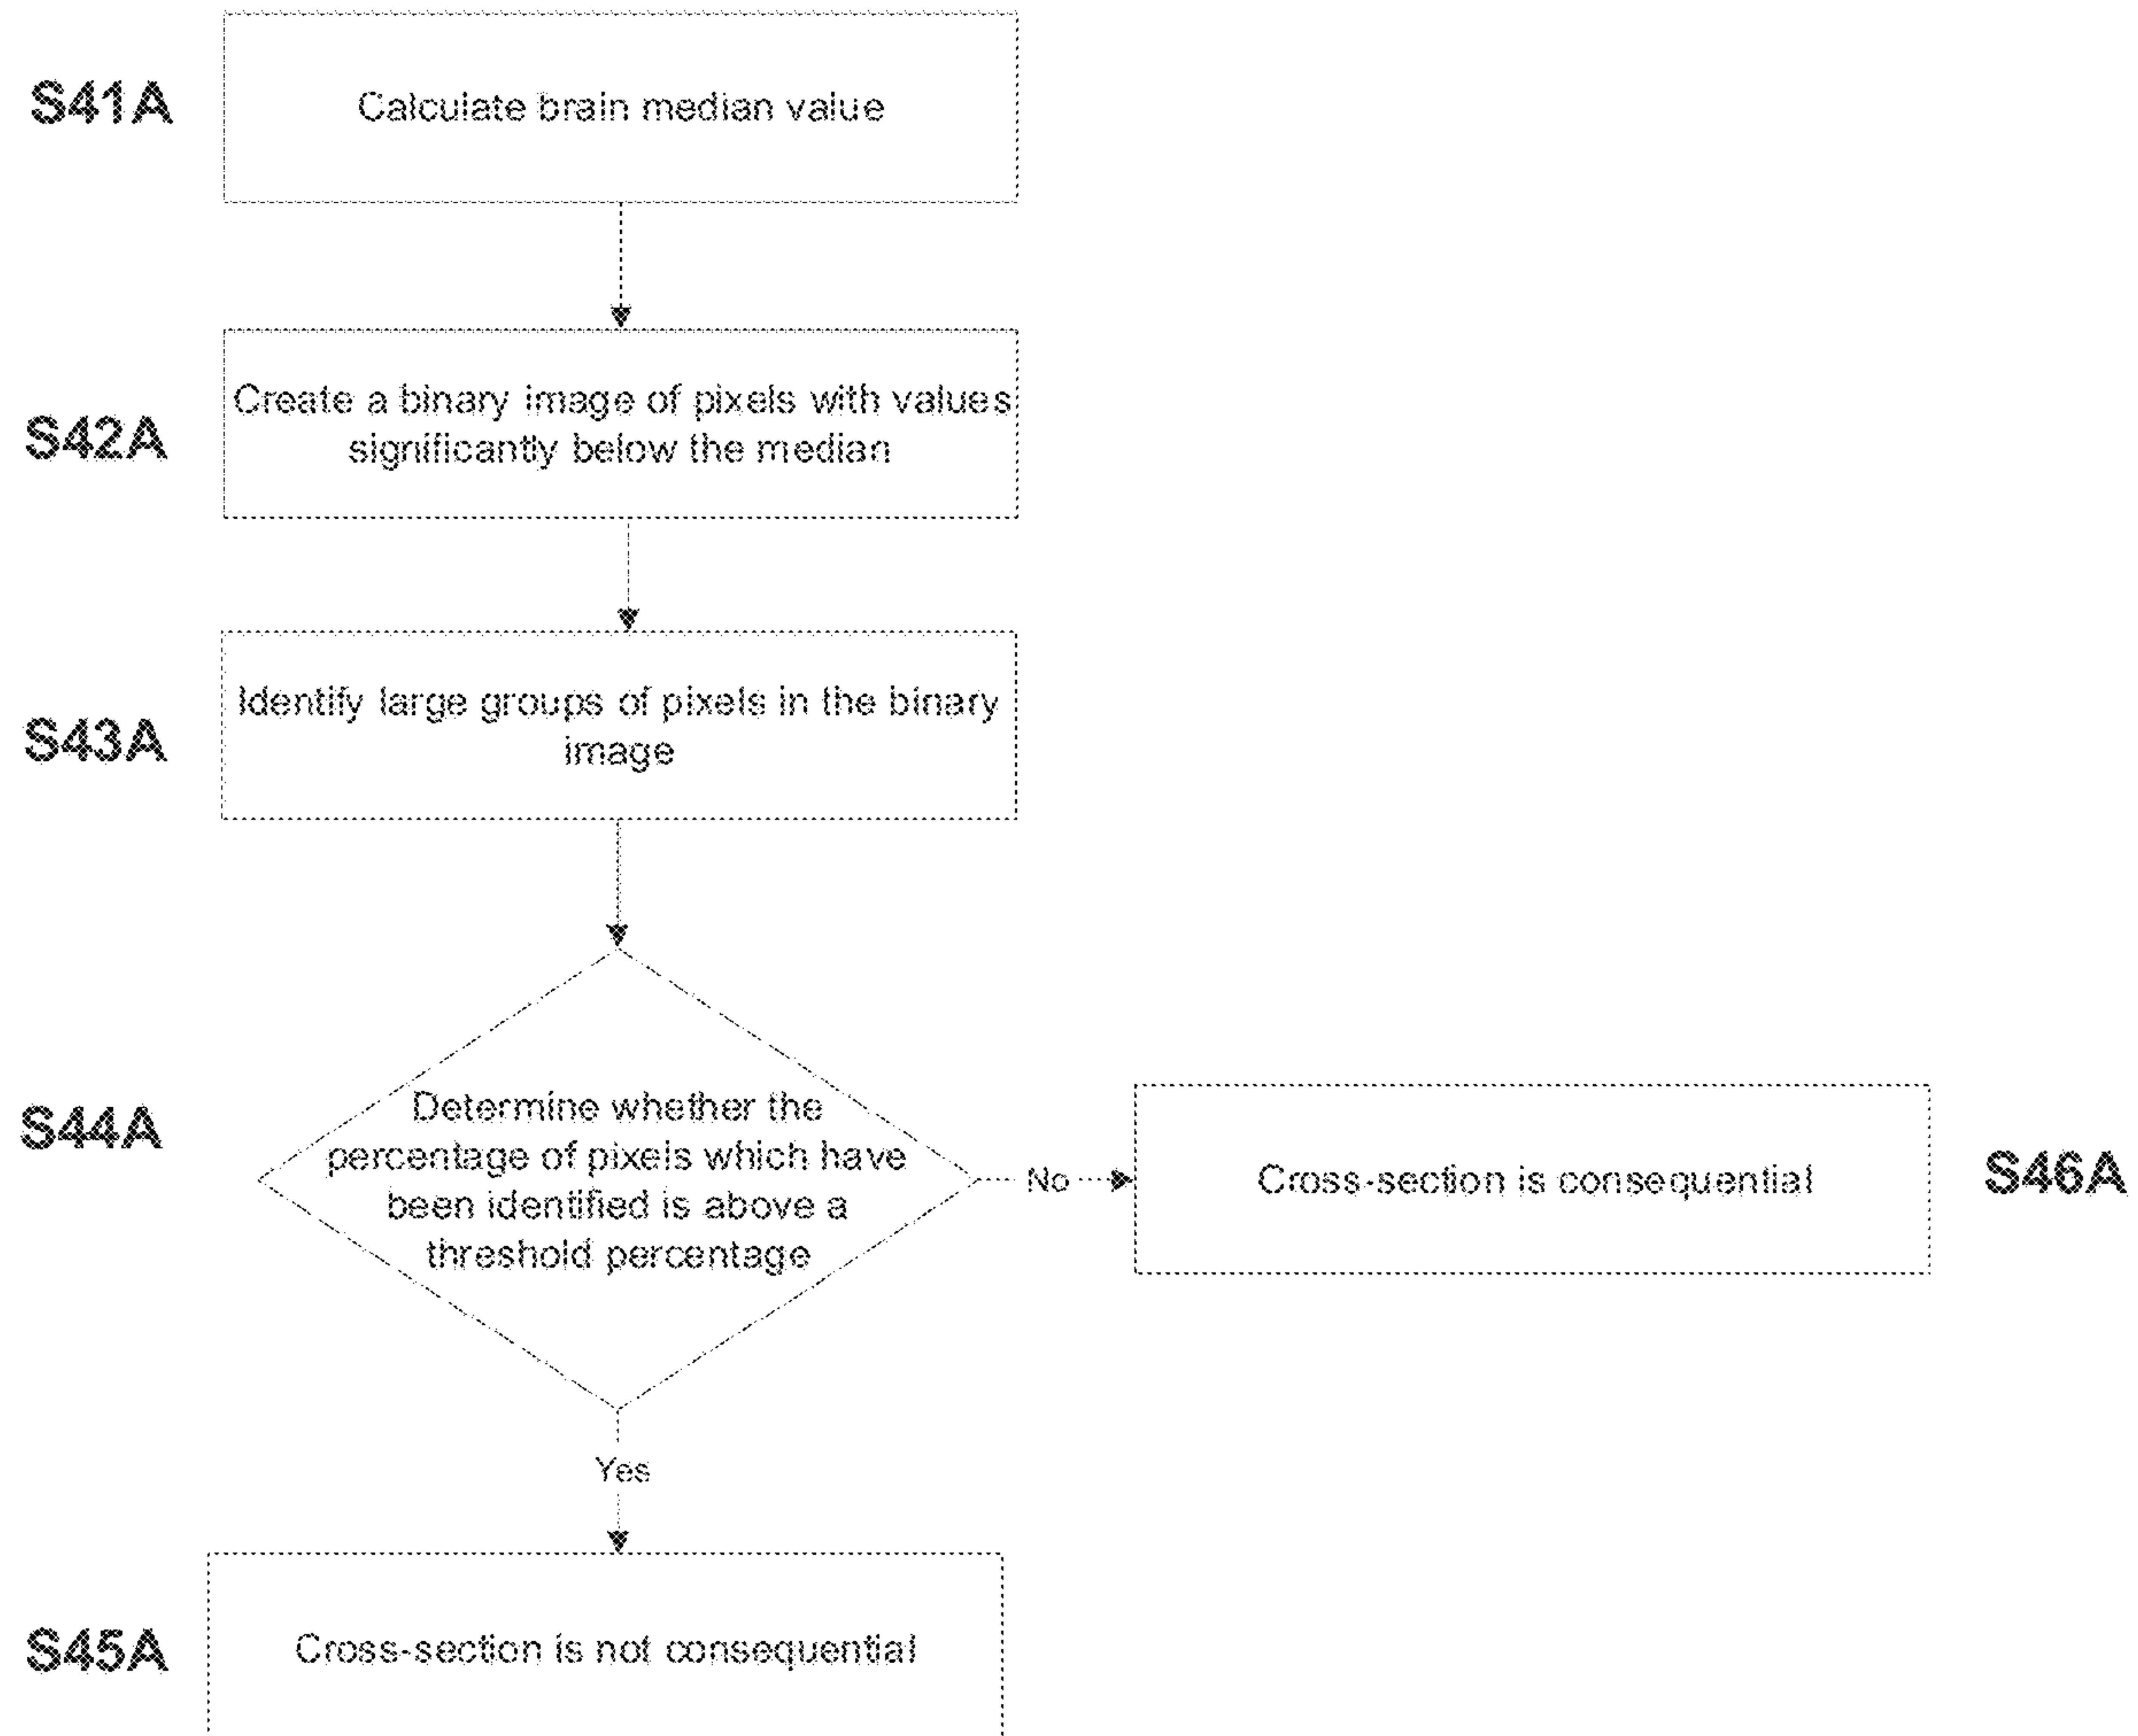 S41A
Calculate brain median value
S42A
Create a binary image of pixels with values
significantly below the median
S43A
Identify large groups of pixels in the binary
image
S44A
Determine whether the
percentage of pixels which have
been identified is above a
threshold percentage
No
Cross-section is consequential
S46A
Yes
S45A
Cross-section is not consequential